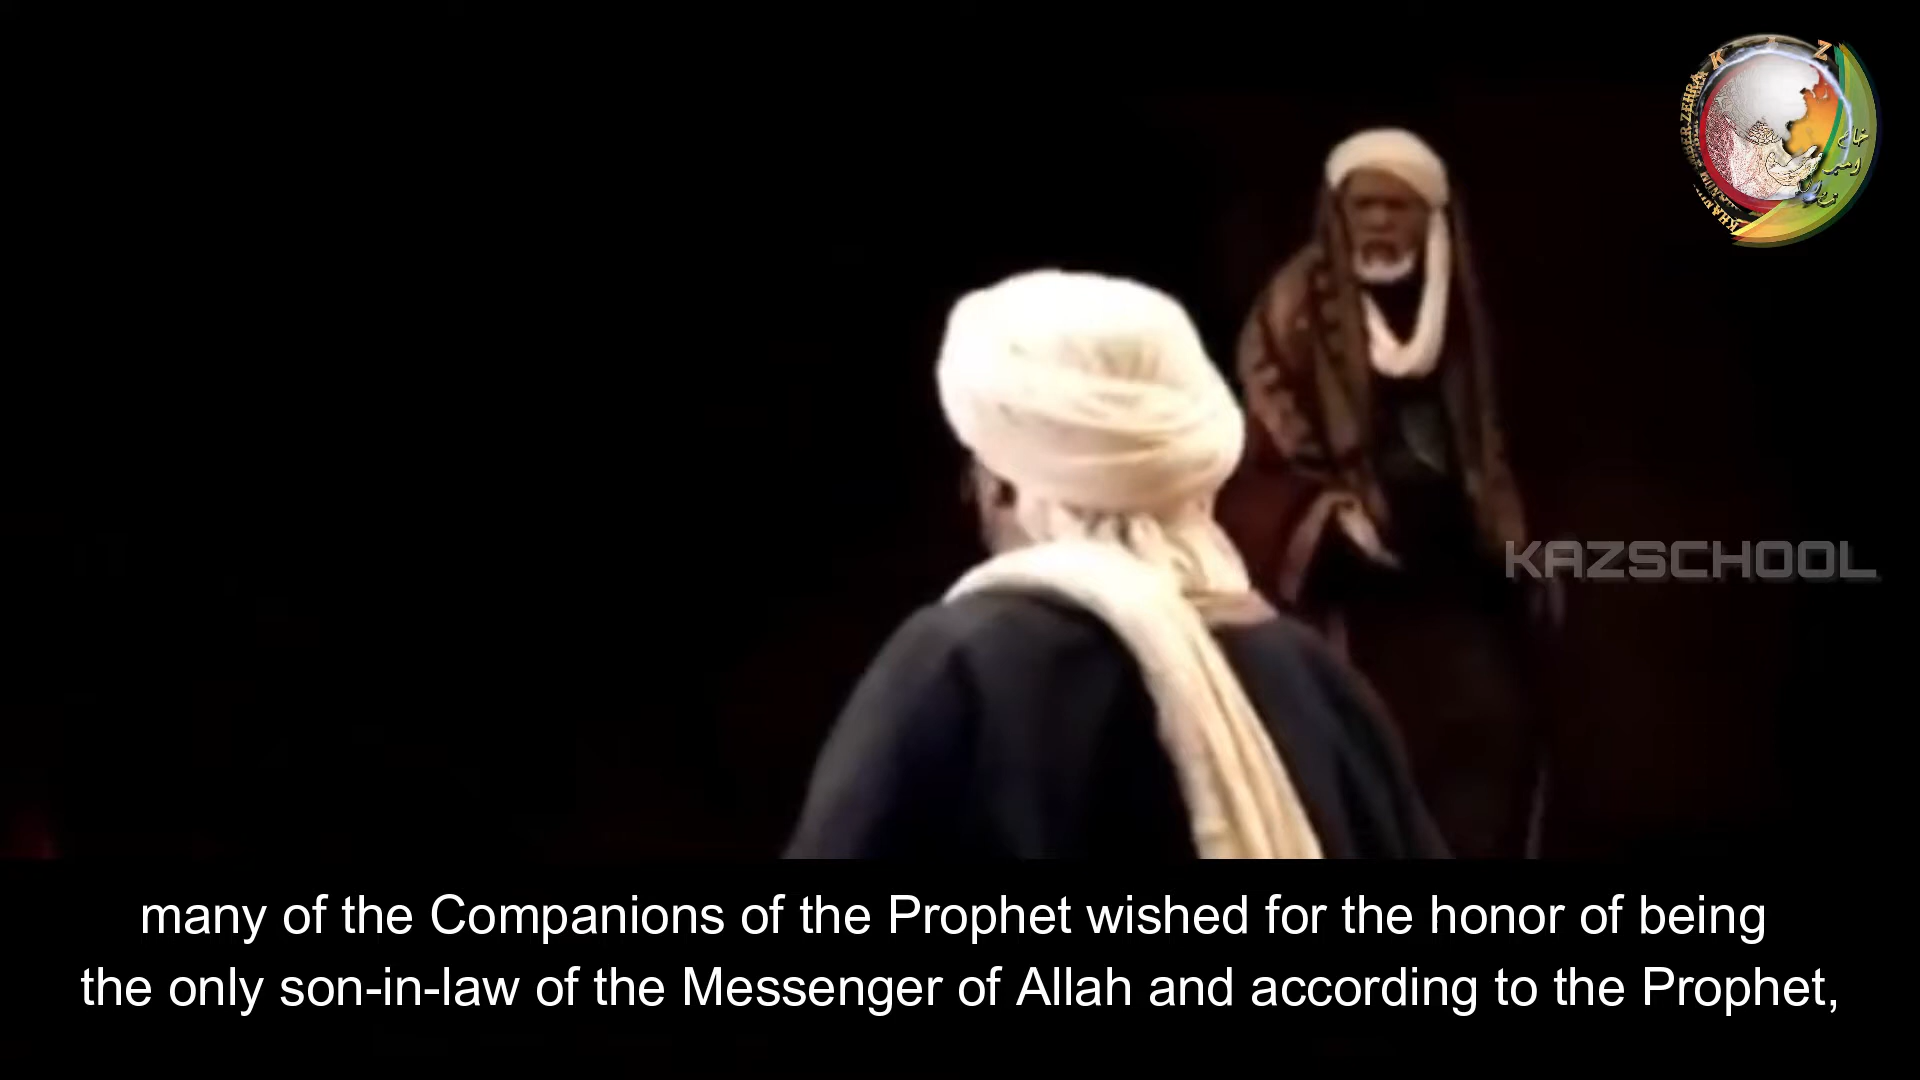 K A Z
KAZSCHOOL
many of the Companions of the Prophet wished for the honor of being
the only son-in-law of the Messenger of Allah and according to the Prophet,